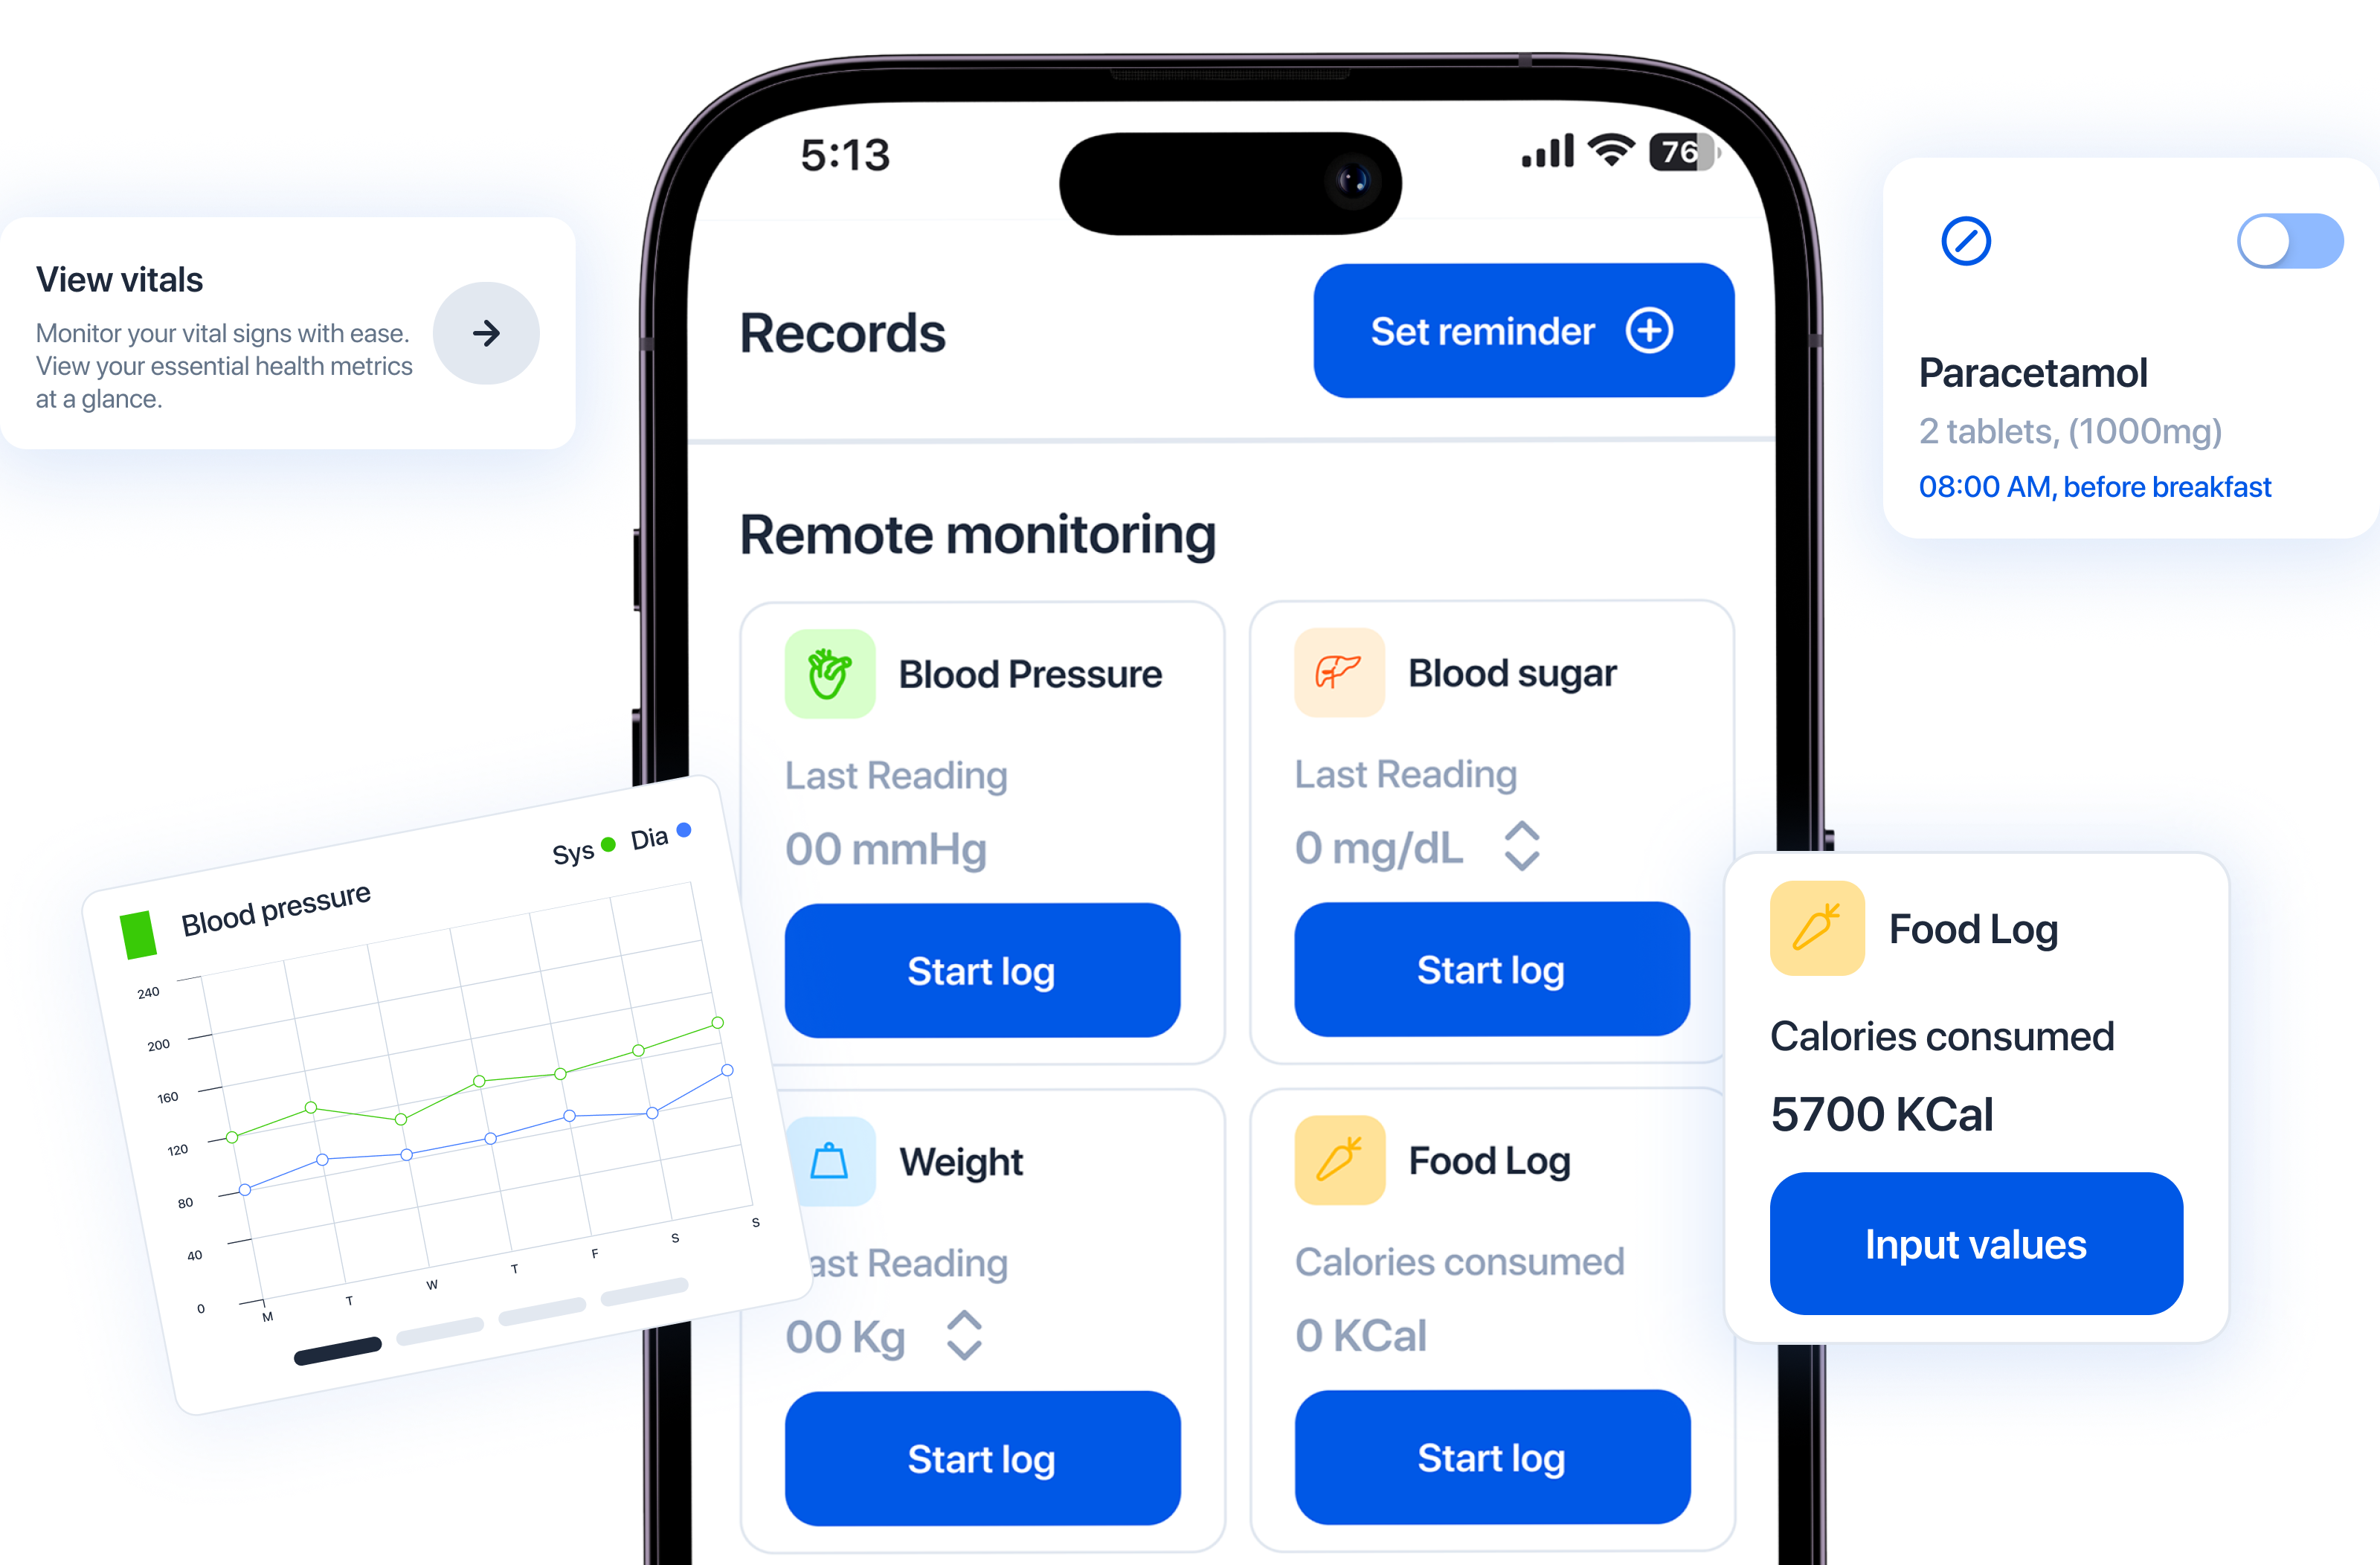 5:13
76
View vitals
Monitor your vital signs with ease.
View your essential health metrics
at a glance.
Records
Set reminder
Paracetamol
2 tablets, (1000mg)
08:00 AM, before breakfast
Remote monitoring
Blood Pressure
Last Reading
00 mmHg
Start log
Blood sugar
Last Reading
0 mg/dL
Start log
Blood pressure
Sys
Dia
240
200
160
120
80
40
0
M
T
W
T
F
S
S
Weight
ast Reading
00 Kg
Start log
Food Log
Calories consumed
0 KCal
Start log
Food Log
Calories consumed
5700 KCal
Input values